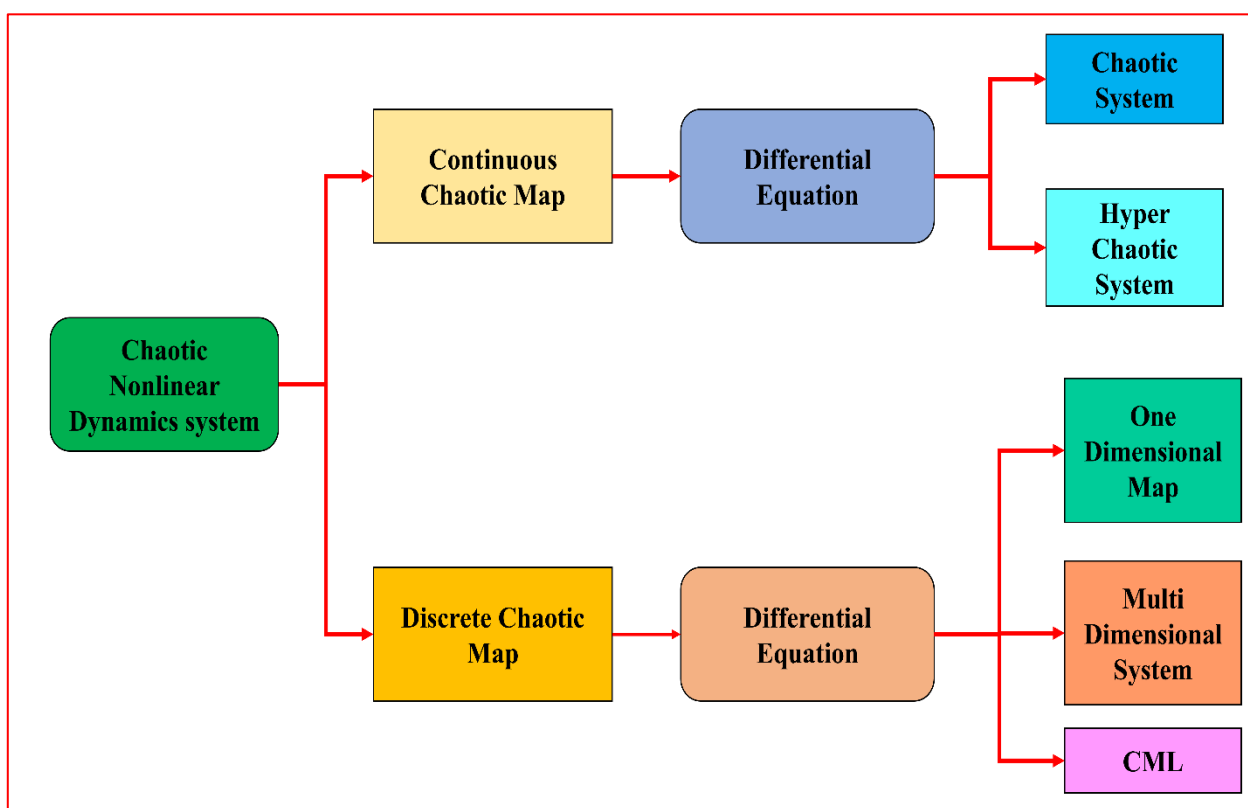 Chaotic
Nonlinear
Dynamics system
Continuous
Chaotic Map
Differential
Equation
Chaotic
System
Hyper
Chaotic
System
Discrete Chaotic
Map
Differential
Equation
One
Dimensional
Map
Multi
Dimensional
System
CML